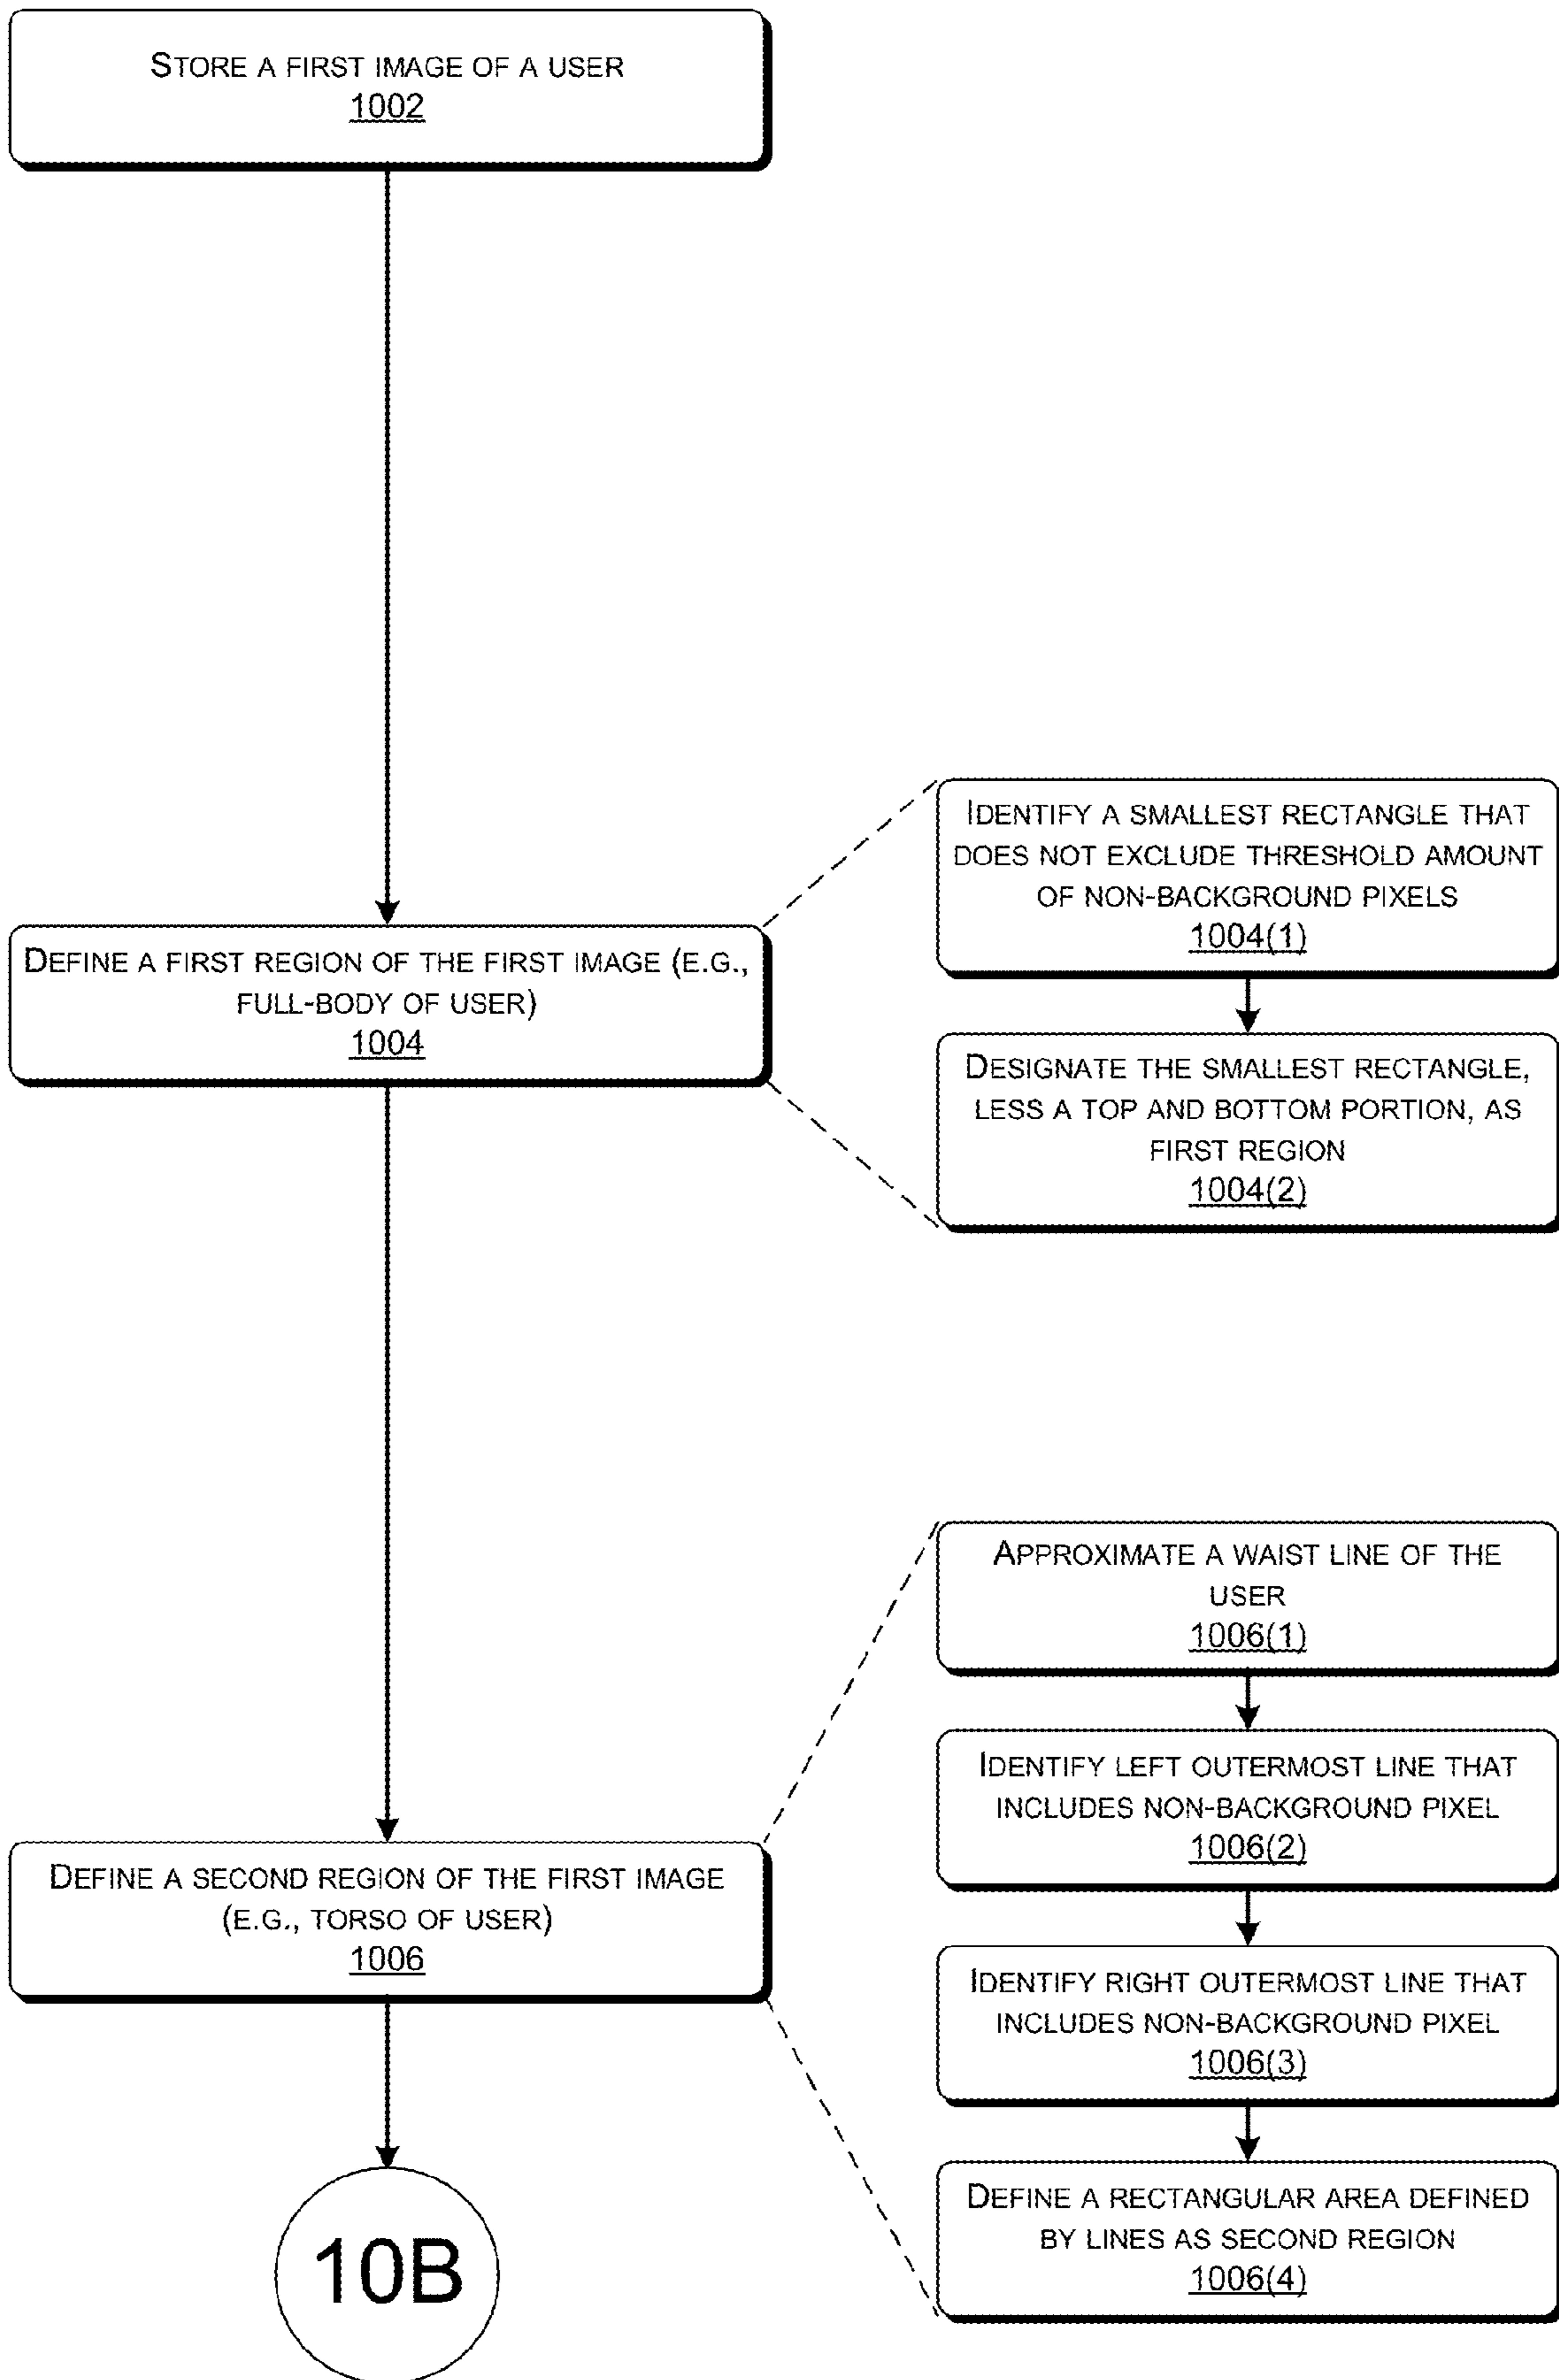 STORE A FIRST IMAGE OF A USER
1002
DEFINE A FIRST REGION OF THE FIRST IMAGE (E.G.,
FULL-BODY OF USER)
1004
IDENTIFY A SMALLEST RECTANGLE THAT
DOES NOT EXCLUDE THRESHOLD AMOUNT
OF NON-BACKGROUND PIXELS
1004(1)
DESIGNATE THE SMALLEST RECTANGLE,
LESS A TOP AND BOTTOM PORTION, AS
FIRST REGION
1004(2)
DEFINE A SECOND REGION OF THE FIRST IMAGE
(E.G., TORSO OF USER)
1006
APPROXIMATE A WAIST LINE OF THE
USER
1006(1)
IDENTIFY LEFT OUTERMOST LINE THAT
INCLUDES NON-BACKGROUND PIXEL
1006(2)
IDENTIFY RIGHT OUTERMOST LINE THAT
INCLUDES NON-BACKGROUND PIXEL
1006(3)
DEFINE A RECTANGULAR AREA DEFINED
BY LINES AS SECOND REGION
1006(4)
10B